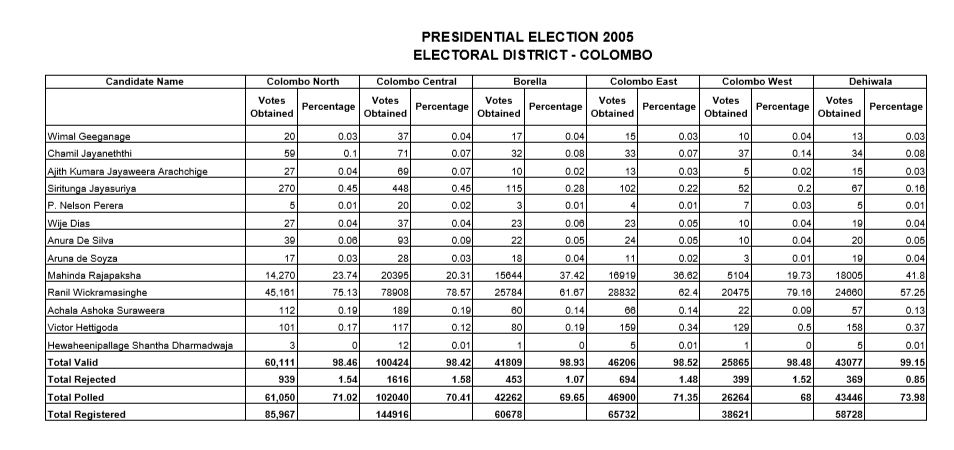 PRESIDENTIAL ELECTION 2005
ELECTORAL DISTRICT - COLOMBO
Candidate Name Colombo North Colombo Central Borella Colombo East Colombo West Dehiwala
Votes Obtained Percentage Votes Obtained Percentage Votes Obtained Percentage Votes Obtained Percentage Votes Obtained Percentage Votes Obtained Percentage
Wimal Geeganage 20 0.03 37 0.04 17 0.04 15 0.03 10 0.04 13 0.03
Chamil Jayaneththi 59 0.1 71 0.07 32 0.08 33 0.07 37 0.14 34 0.08
Ajith Kumara Jayaweera Arachchige 27 0.04 69 0.07 10 0.02 13 0.03 5 0.02 15 0.03
Siritunga Jayasuriya 270 0.45 448 0.45 115 0.28 102 0.22 52 0.2 67 0.16
P. Nelson Perera 5 0.01 20 0.02 3 0.01 4 0.01 7 0.03 5 0.01
Wije Dias 27 0.04 37 0.04 23 0.06 23 0.05 10 0.04 19 0.04
Anura De Silva 39 0.06 93 0.09 22 0.05 24 0.05 10 0.04 20 0.05
Aruna de Soyza 17 0.03 28 0.03 18 0.04 11 0.02 3 0.01 19 0.04
Mahinda Rajapaksha 14,270 23.74 20395 20.31 15644 37.42 16919 36.62 5104 19.73 18005 41.8
Ranil Wickramasinghe 45,161 75.13 78908 78.57 25784 61.67 28832 62.4 20475 79.16 24660 57.25
Achala Ashoka Suraweera 112 0.19 189 0.19 60 0.14 66 0.14 22 0.09 57 0.13
Victor Hettigoda 101 0.17 117 0.12 80 0.19 159 0.34 129 0.5 158 0.37
Hewaheenipallage Shantha Dharmadwaja 3 0 12 0.01 1 0 5 0.01 1 0 5 0.01
Total Valid 60,111 98.46 100424 98.42 41809 98.93 46206 98.52 25865 98.48 43077 99.15
Total Rejected 939 1.54 1616 1.58 453 1.07 694 1.48 399 1.52 369 0.85
Total Polled 61,050 71.02 102040 70.41 42262 69.65 46900 71.35 26264 68 43446 73.98
Total Registered 85,967 144916 60678 65732 38621 58728